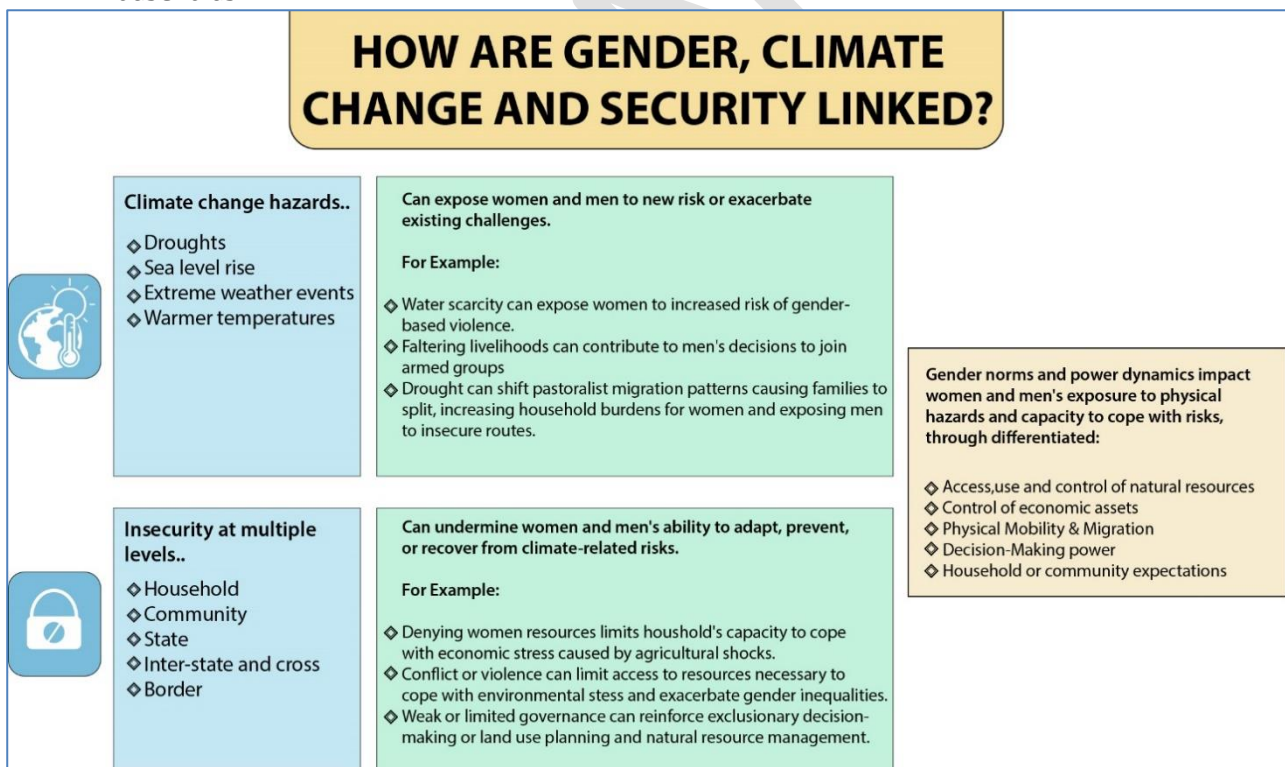 HOW ARE GENDER, CLIMATE
CHANGE AND SECURITY LINKED?
Climate change hazards..
Droughts
Sea level rise
Extreme weather events
Warmer temperatures
Can expose women and men to new risk or exacerbate
existing challenges.
For Example:
Water scarcity can expose women to increased risk of gender-
based violence.
Faltering livelihoods can contribute to men's decisions to join
armed groups
Drought can shift pastoralist migration patterns causing families to
split, increasing household burdens for women and exposing men
to insecure routes.
Insecurity at multiple
levels..
Household
Community
State
Inter-state and cross
Border
Can undermine women and men's ability to adapt, prevent,
or recover from climate-related risks.
For Example:
Denying women resources limits houshold's capacity to cope
with economic stress caused by agricultural shocks.
Conflict or violence can limit access to resources necessary to
cope with environmental stess and exacerbate gender inequalities.
Weak or limited governance can reinforce exclusionary decision-
making or land use planning and natural resource management.
Gender norms and power dynamics impact
women and men's exposure to physical
hazards and capacity to cope with risks,
through differentiated:
Access,use and control of natural resources
Control of economic assets
Physical Mobility & Migration
Decision-Making power
Household or community expectations